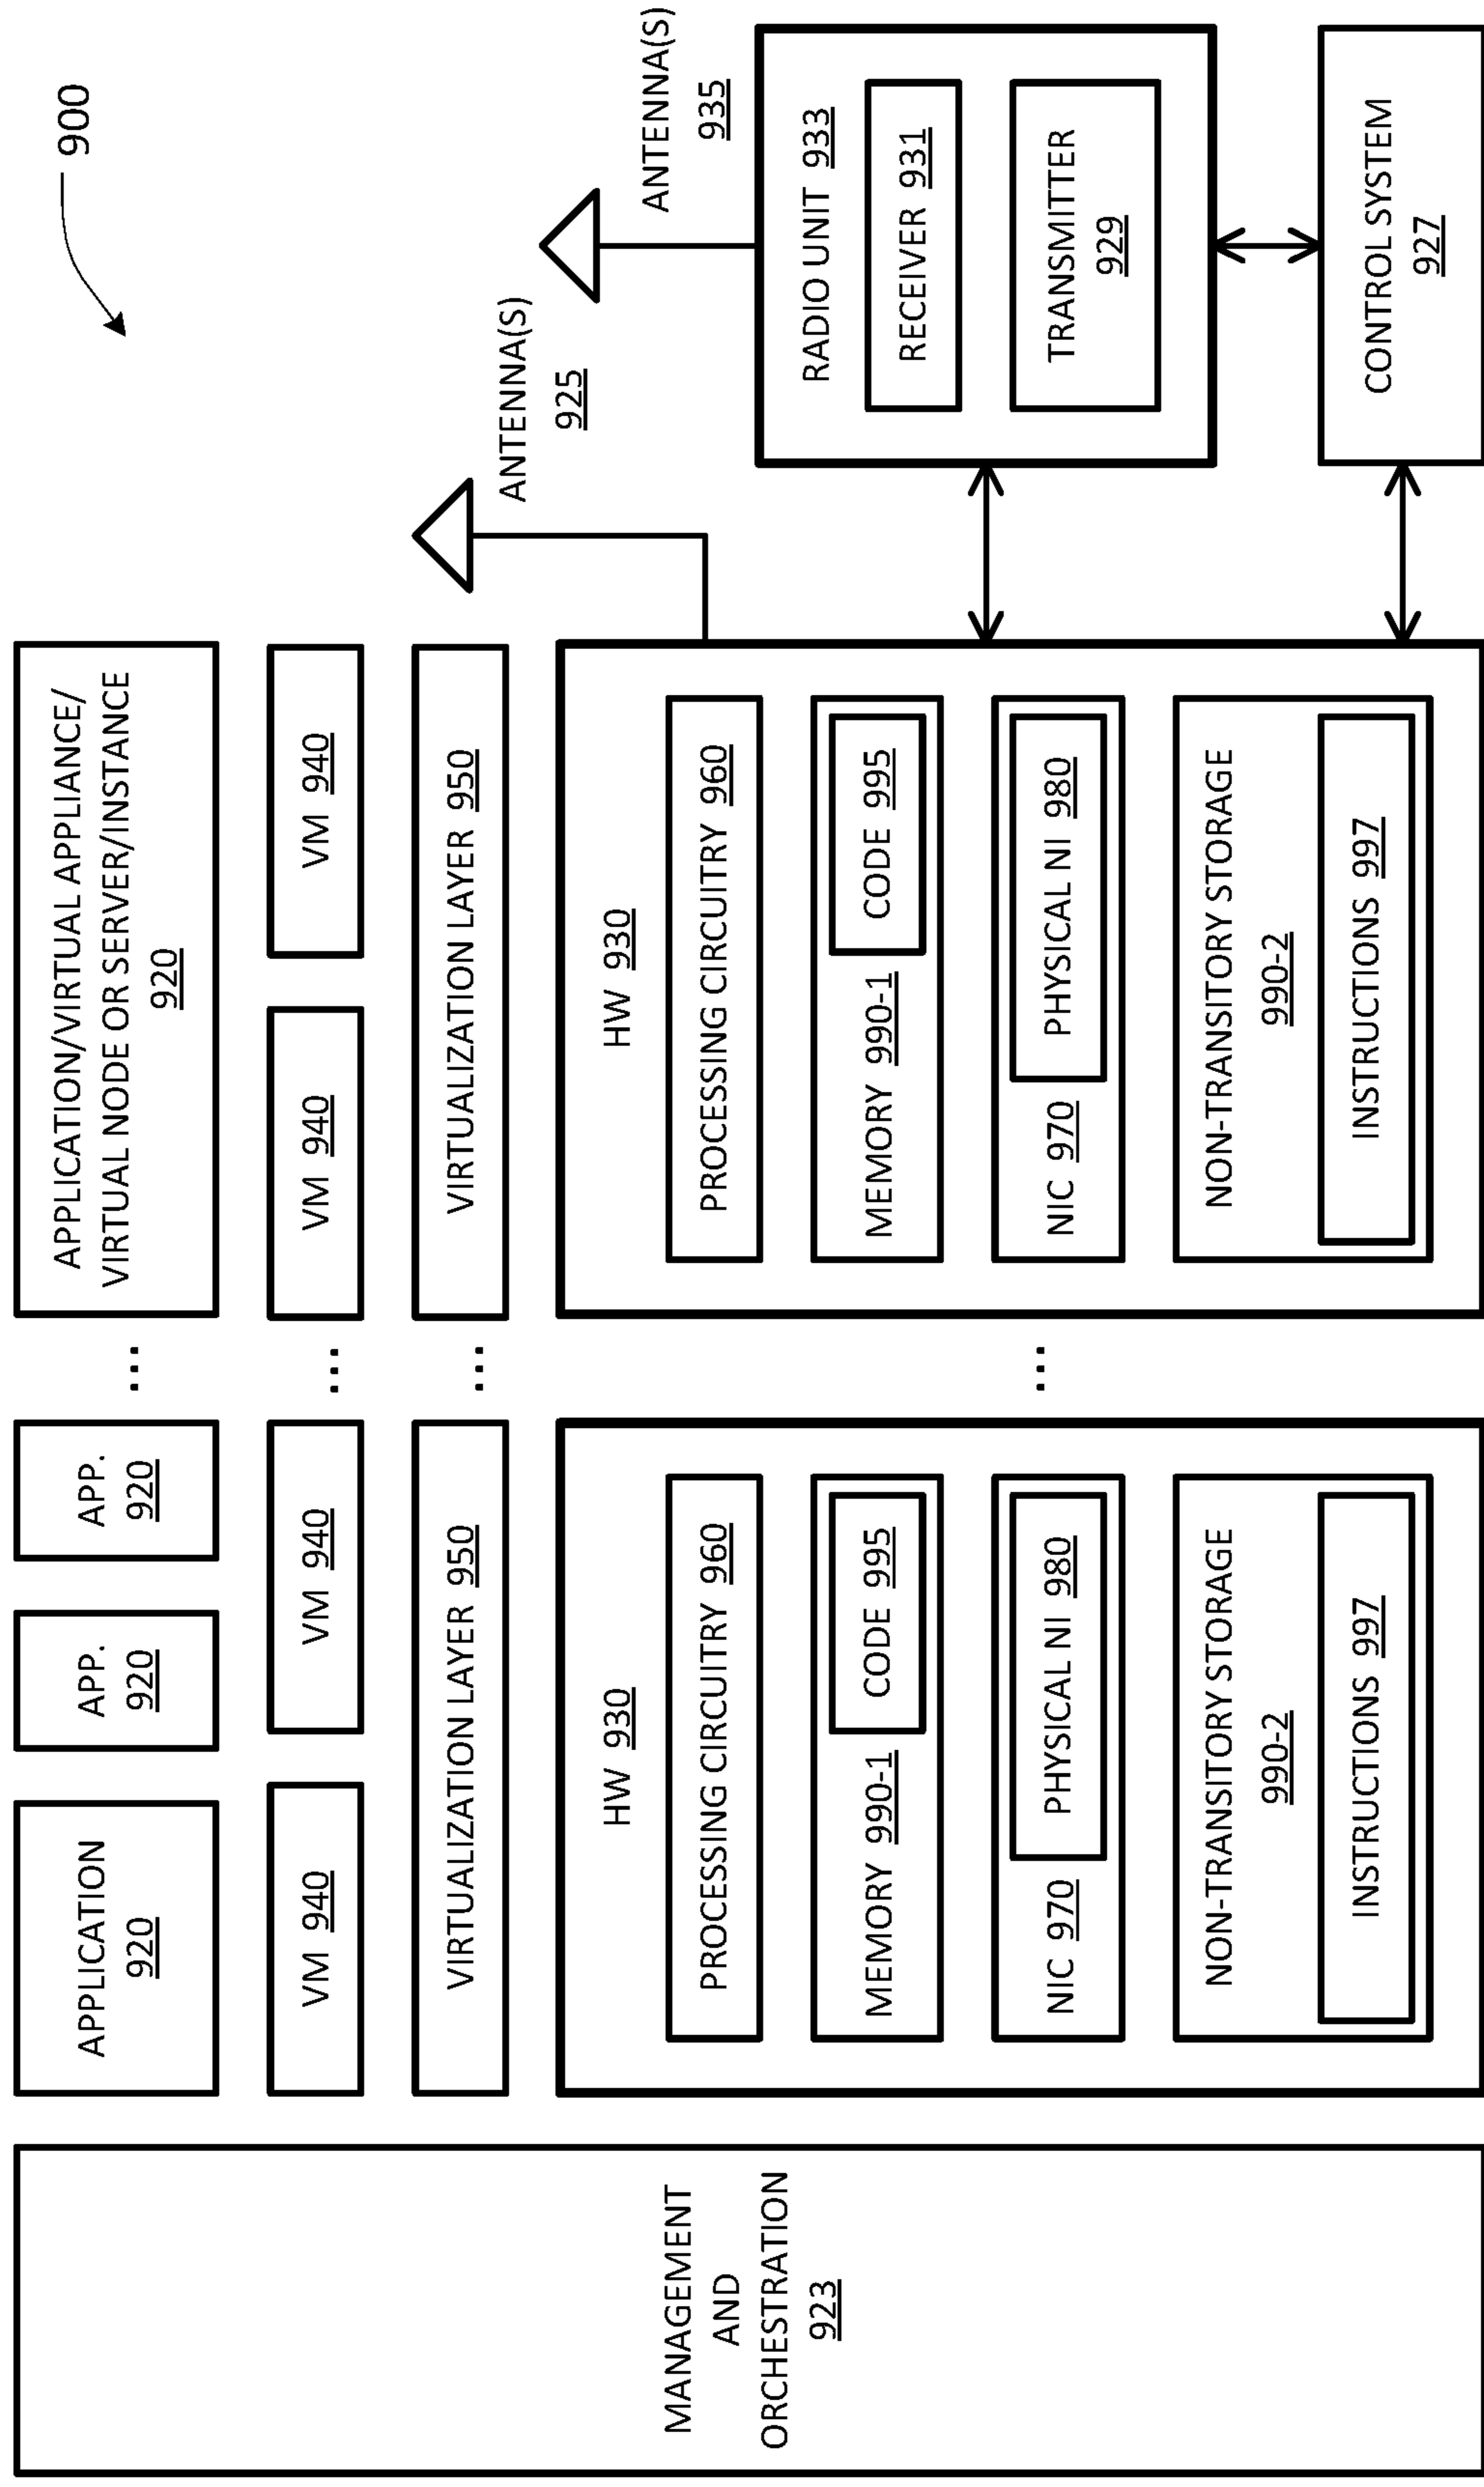 900
MANAGEMENT
AND
ORCHESTRATION
923
APPLICATION
920
APP.
920
APP.
920
...
APPLICATION/VIRTUAL APPLIANCE/
VIRTUAL NODE OR SERVER/INSTANCE
920
VM 940
VM 940
...
VM 940
VM 940
VIRTUALIZATION LAYER 950
...
VIRTUALIZATION LAYER 950
HW 930
PROCESSING CIRCUITRY 960
MEMORY 990-1
CODE 995
NIC 970
PHYSICAL NI 980
NON-TRANSITORY STORAGE
990-2
INSTRUCTIONS 997
...
HW 930
PROCESSING CIRCUITRY 960
MEMORY 990-1
CODE 995
NIC 970
PHYSICAL NI 980
NON-TRANSITORY STORAGE
990-2
INSTRUCTIONS 997
ANTENNA(S)
925
ANTENNA(S)
935
RADIO UNIT 933
RECEIVER 931
TRANSMITTER
929
CONTROL SYSTEM
927